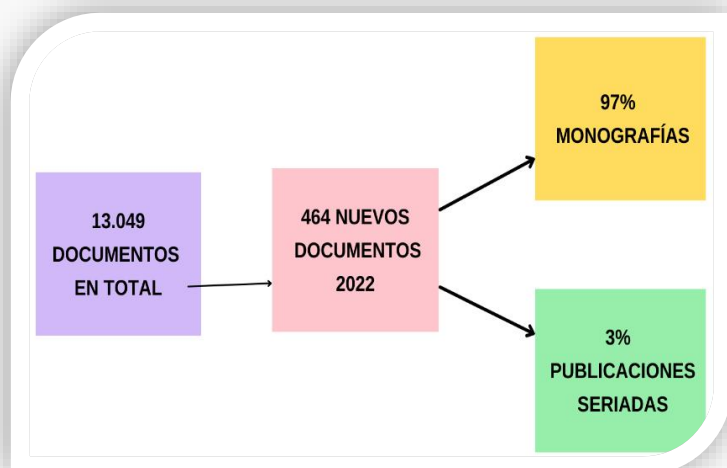 13.049
DOCUMENTOS
EN TOTAL
464 NUEVOS
DOCUMENTOS
2022
97%
MONOGRAFÍAS
3%
PUBLICACIONES
SERIADAS